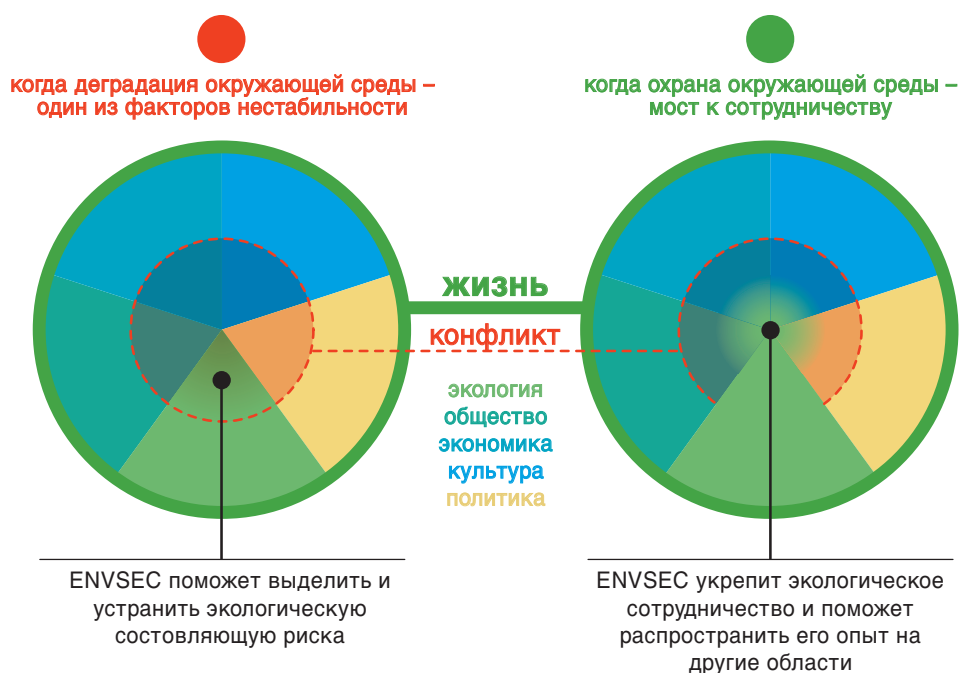 когда деградация окружающей среды –
один из факторов нестабильности
когда охрана окружающей среды –
мост к сотрудничеству
жизнь
конфликт
экология
общество
экономика
культура
политика
ENVSEC поможет выделить и
устранить экологическую
состовляющую риска
ENVSEC укрепит экологическое
сотрудничество и поможет
распространить его опыт на
другие области